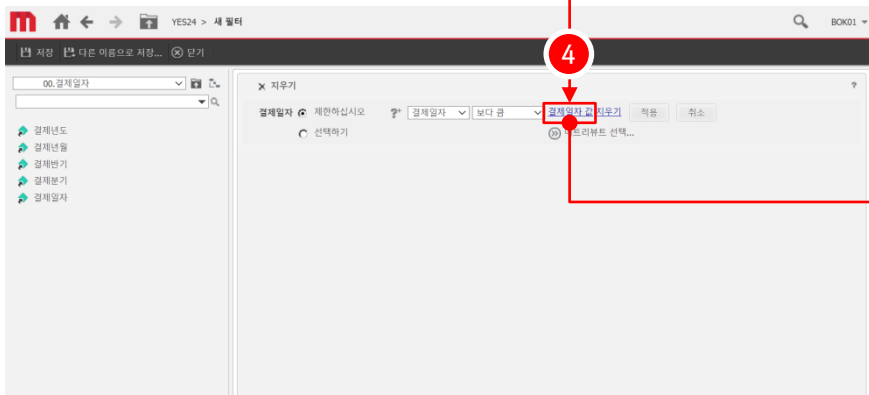 YES24 > 새 필터
BOK01
저장 다른 이름으로 저장... 닫기
4
00.결제일자
지우기
?
결제일자 제한하십시오 결제일자 보다 큼 결제일자 값 지우기 적용 취소
선택하기 선택...
결제년도
결제년월
결제반기
결제분기
결제일자